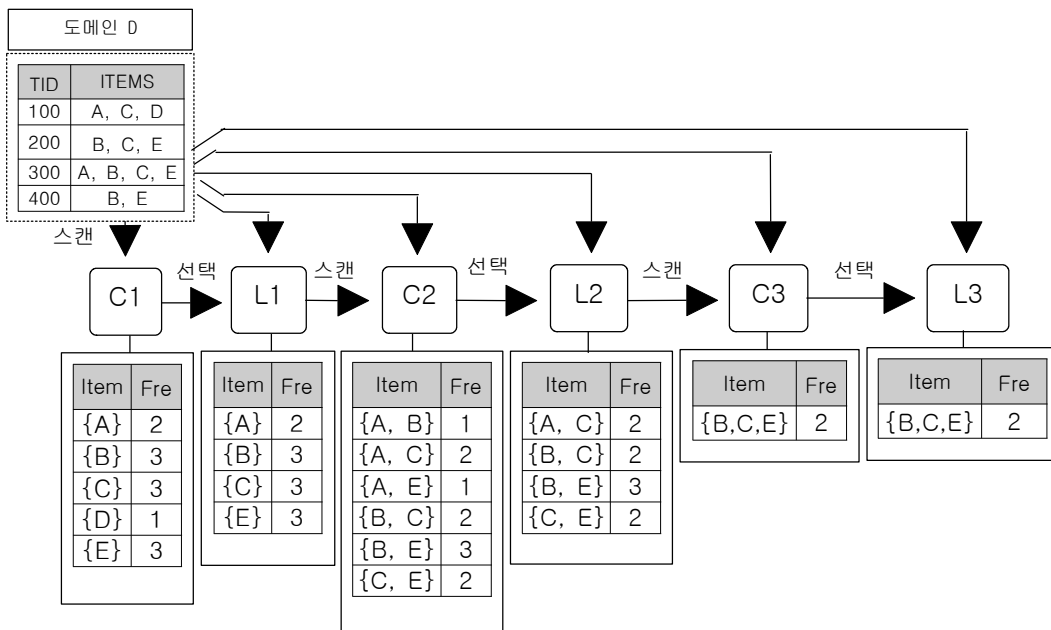 도메인 D
TID ITEMS
100 A, C, D
200 B, C, E
300 A, B, C, E
400 B, E
스캔
선택
스캔
선택
스캔
선택
C1
L1
C2
L2
C3
L3
Item Fre
{A} 2
{B} 3
{C} 3
{D} 1
{E} 3
Item Fre
{A} 2
{B} 3
{C} 3
{E} 3
Item Fre
{A, B} 1
{A, C} 2
{A, E} 1
{B, C} 2
{B, E} 3
{C, E} 2
Item Fre
{A, C} 2
{B, C} 2
{B, E} 3
{C, E} 2
Item Fre
{B,C,E} 2
Item Fre
{B,C,E} 2